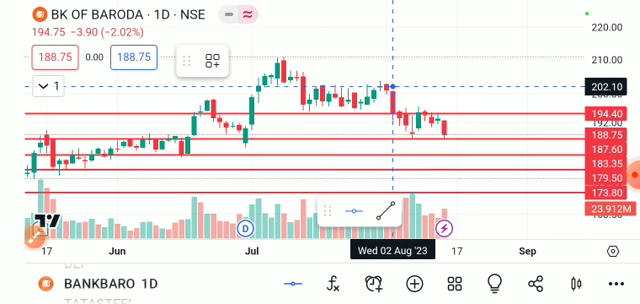 BK OF BARODA · 1D · NSE
194.75 −3.90 (−2.02%)
188.75 0.00 188.75
1
220.00
210.00
202.10
194.40
192.00
188.75
187.60
183.35
179.50
173.80
23.912M
D
17 Jun Jul Wed 02 Aug '23 17 Sep
BANKBARO 1D